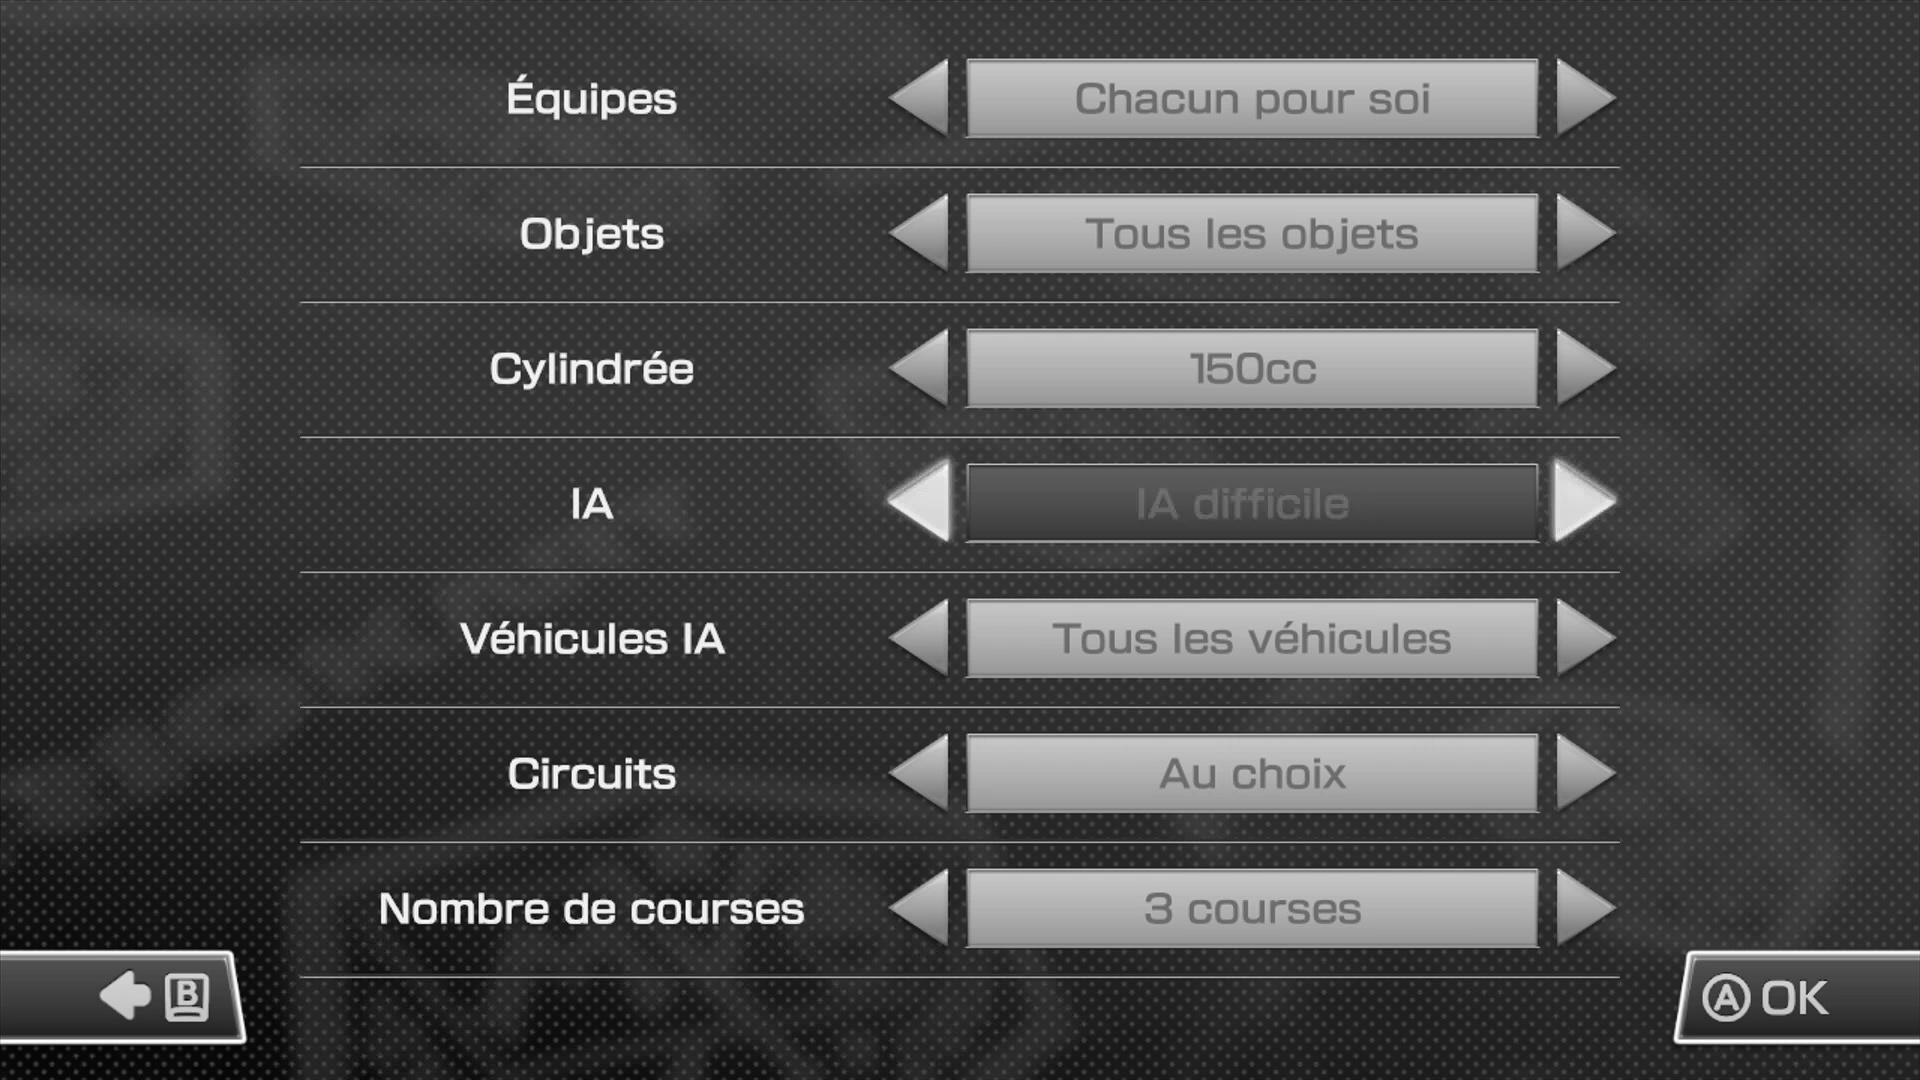 Équipes
Chacun pour soi
Objets
Tous les objets
Cylindrée
150cc
IA
IA difficile
Véhicules IA
Tous les véhicules
Circuits
Au choix
Nombre de courses
3 courses
B
A OK